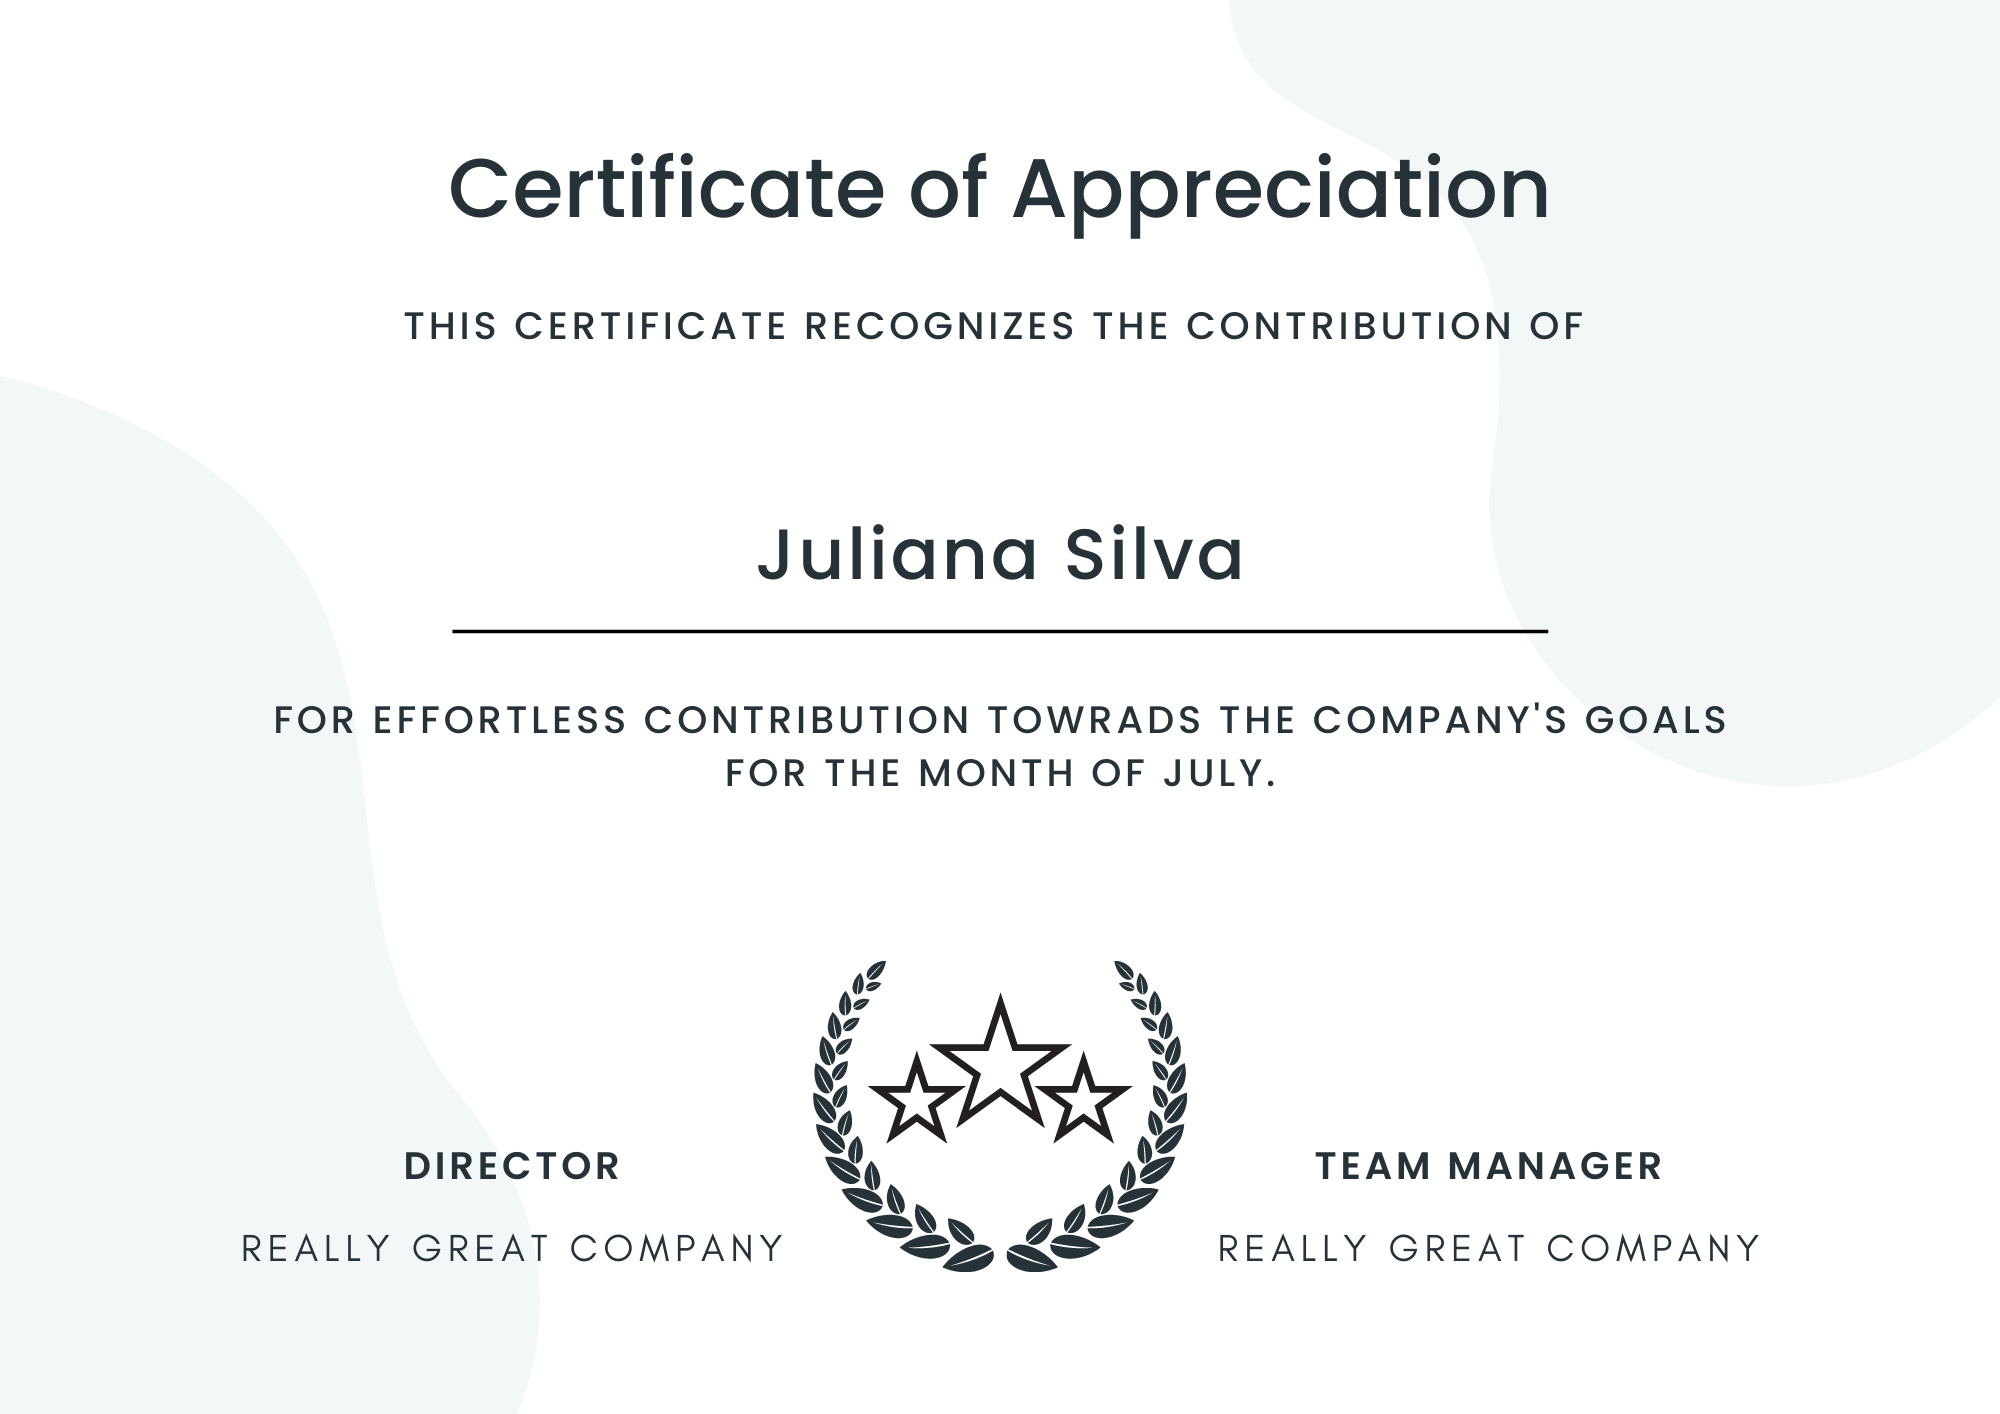 Certificate of Appreciation
THIS CERTIFICATE RECOGNIZES THE CONTRIBUTION OF
Juliana Silva
FOR EFFORTLESS CONTRIBUTION TOWRADS THE COMPANY'S GOALS
FOR THE MONTH OF JULY.
DIRECTOR
REALLY GREAT COMPANY
TEAM MANAGER
REALLY GREAT COMPANY